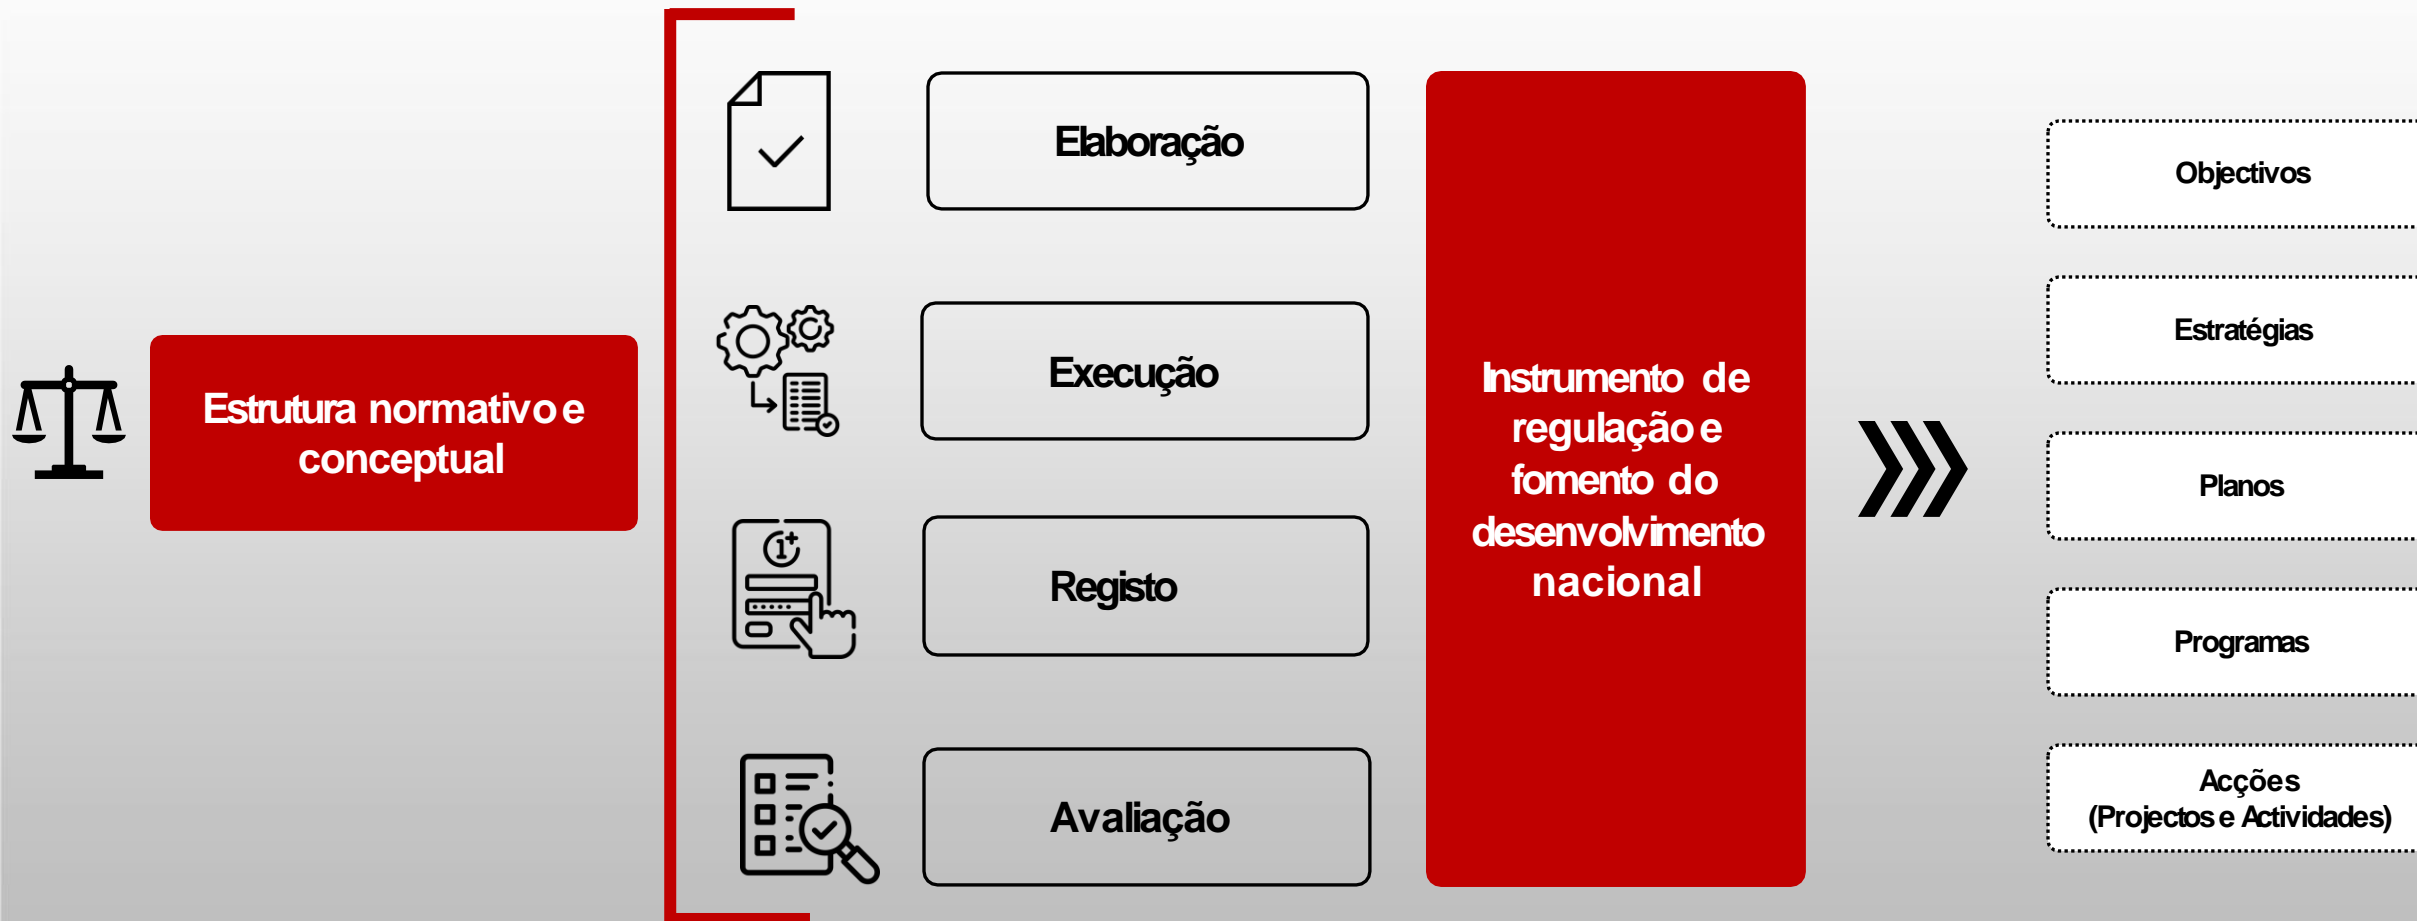 Estrutura normativo e
conceptual
Elaboração
Execução
Registo
Avaliação
Instrumento de
regulação e
fomento do
desenvolvimento
nacional
Objectivos
Estratégias
Planos
Programas
Acções
(Projectos e Actividades)